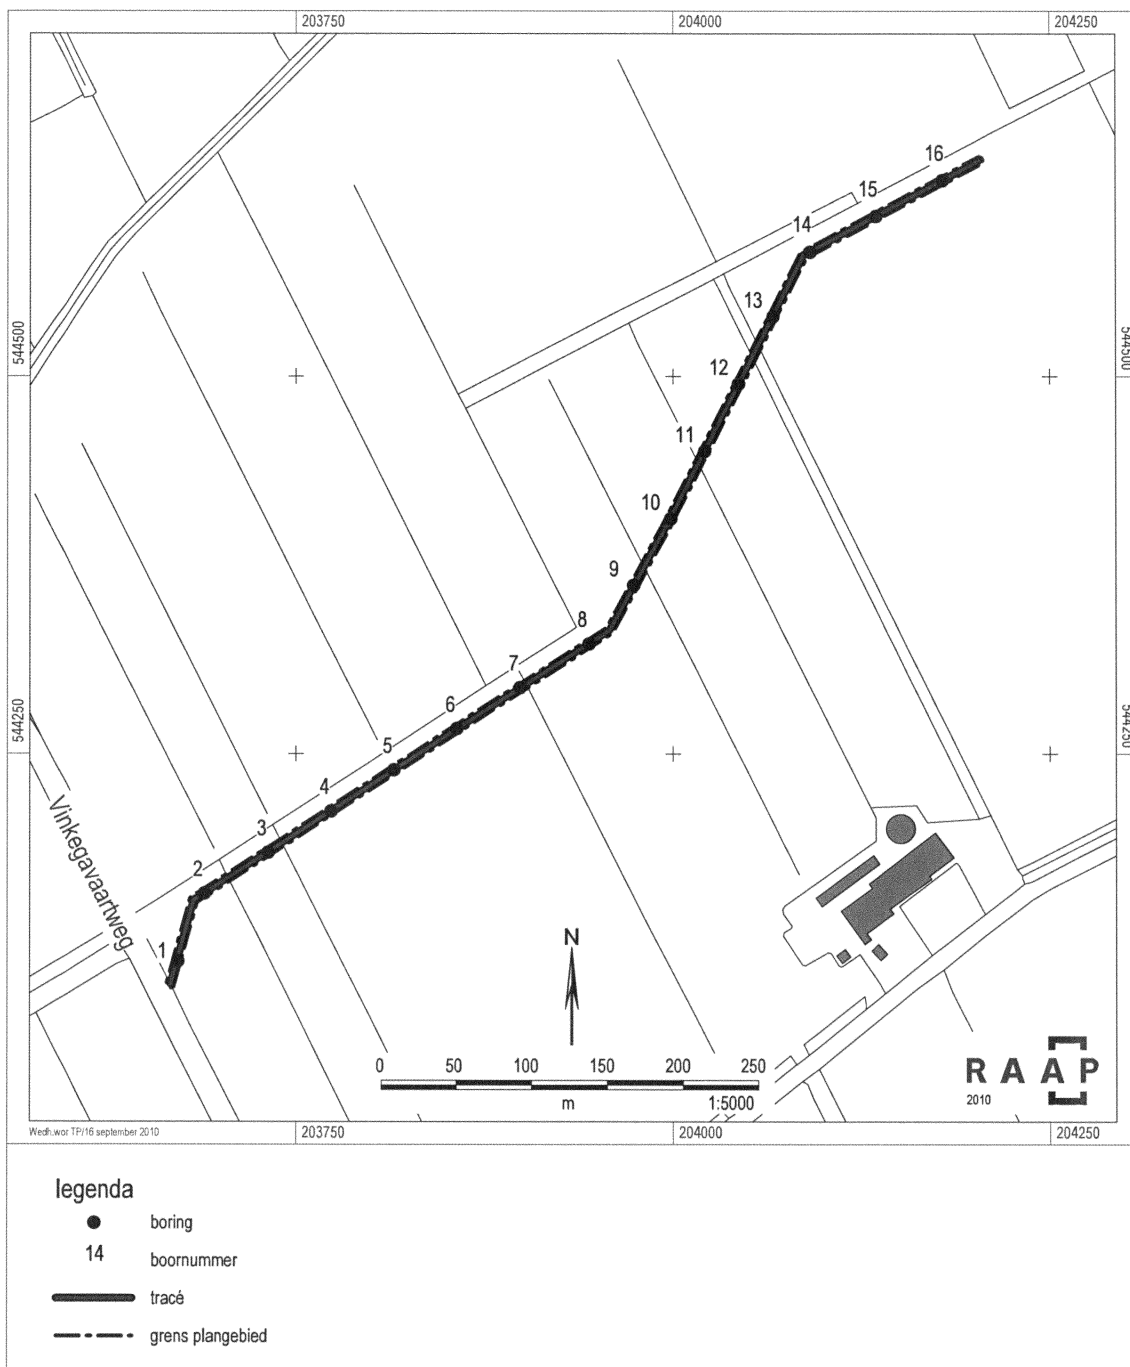 203750
204000
204250
16
15
14
13
544500
544500
12
11
10
9
8
7
6
544250
544250
5
4
3
2
Vinkegavaartweg
1
N
0 50 100 150 200 250
m 1:5000
RAAP
2010
Wedh.wor TP/16 september 2010
203750
204000
204250
legenda
boring
14 boornummer
tracé
grens plangebied